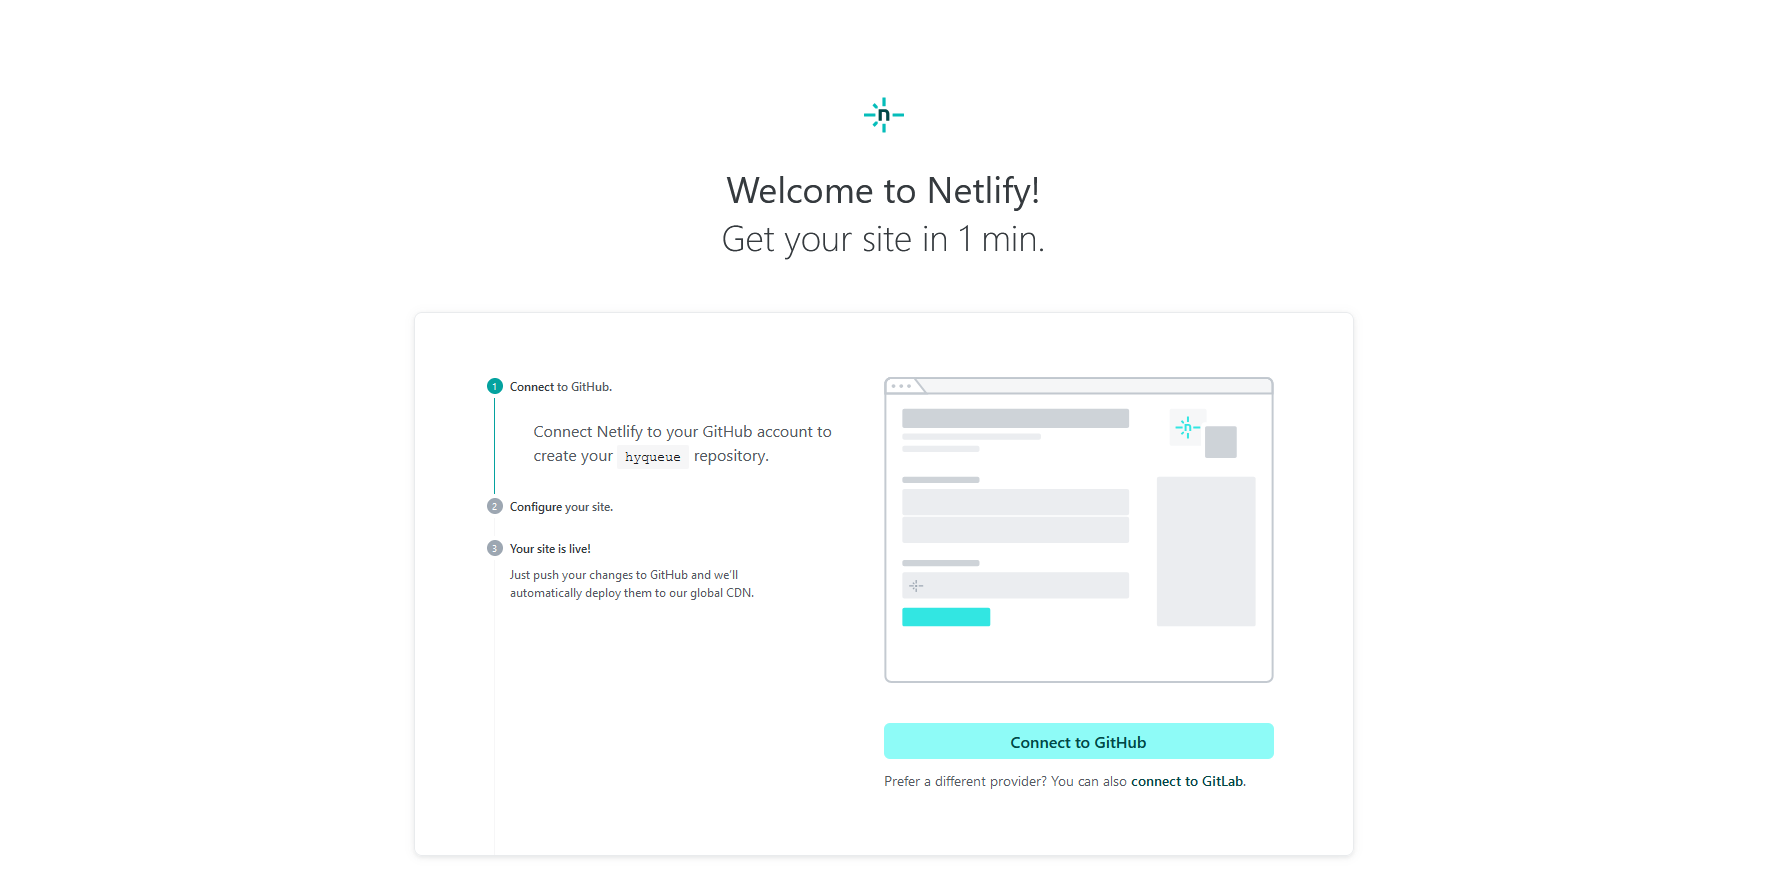 n
Welcome to Netlify!
Get your site in 1 min.
1 Connect to GitHub.
Connect Netlify to your GitHub account to
create your hyqueue repository.
2 Configure your site.
3 Your site is live!
Just push your changes to GitHub and we'll
automatically deploy them to our global CDN.
n
Connect to GitHub
Prefer a different provider? You can also connect to GitLab.